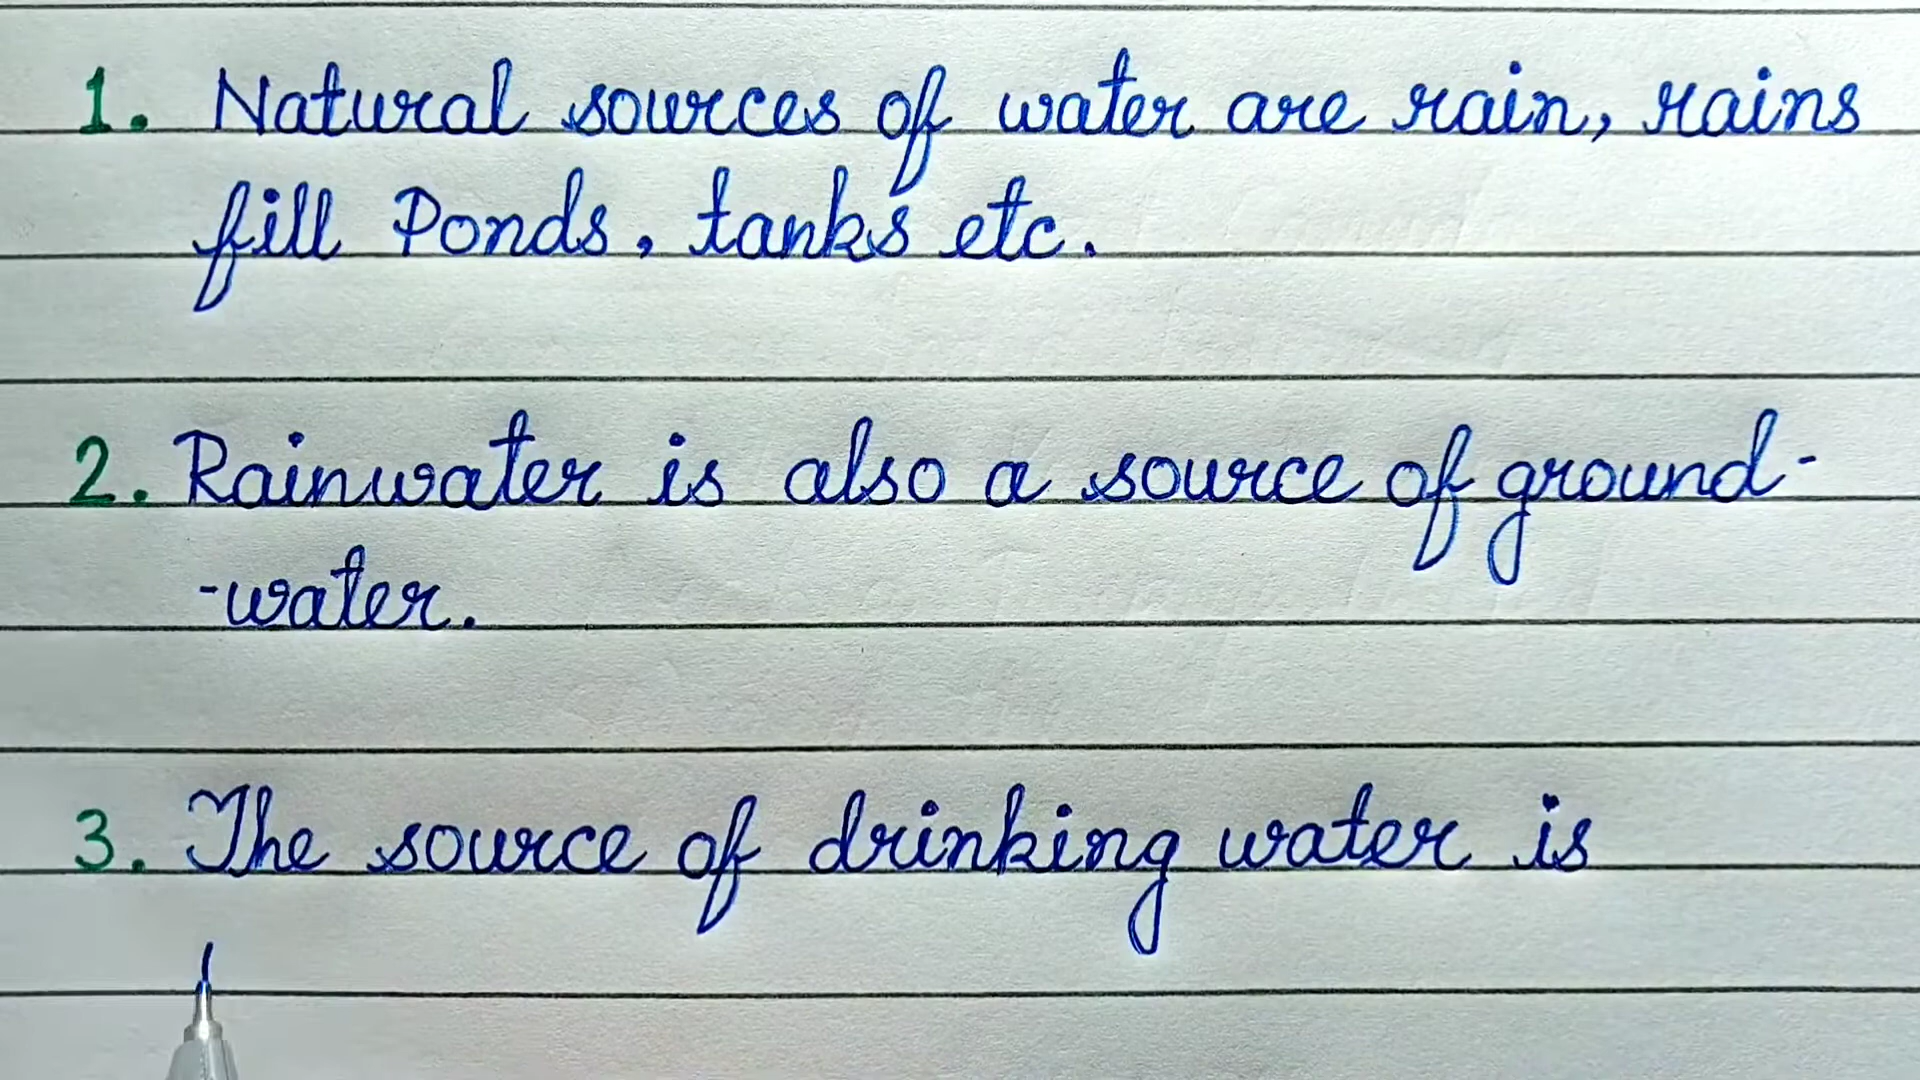 1. Natural sources of water are rain, rains
fill Ponds, tanks etc.
2. Rainwater is also a source of ground-
-water.
3. The source of drinking water is